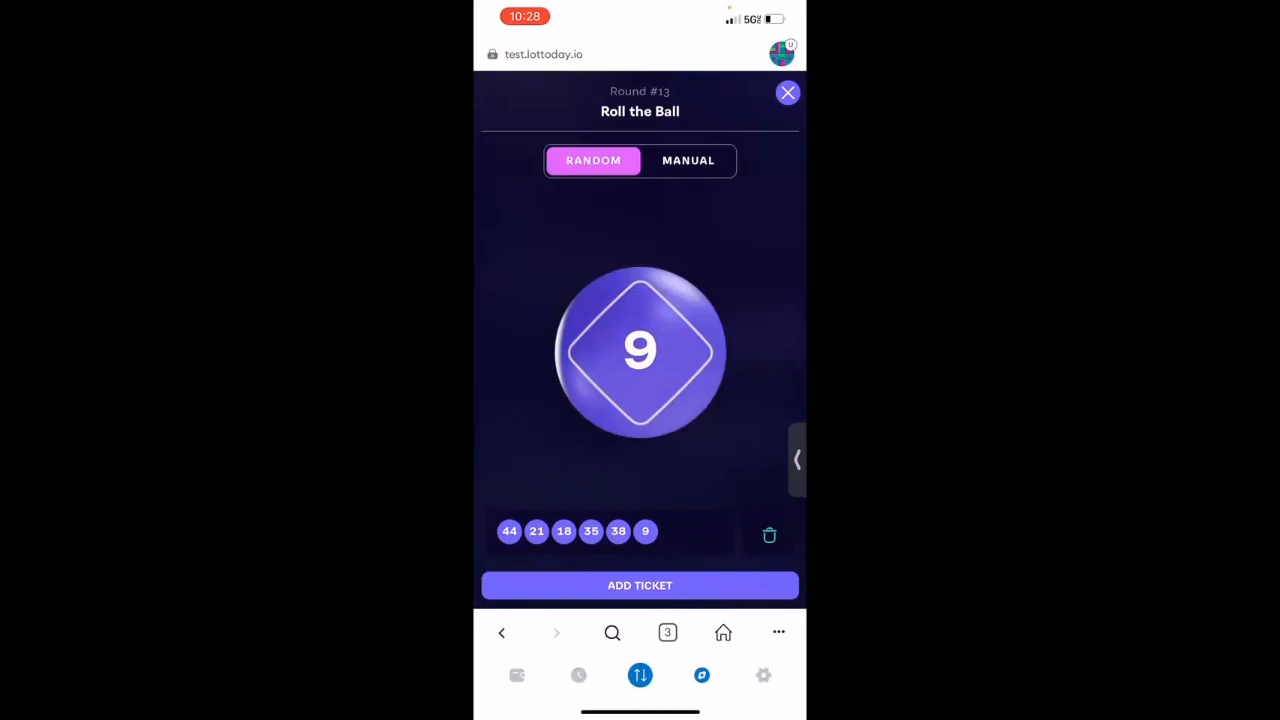 10:28
5G
test.lottoday.io
U
Round #13
Roll the Ball
RANDOM MANUAL
9
44 21 18 35 38 9
ADD TICKET
3